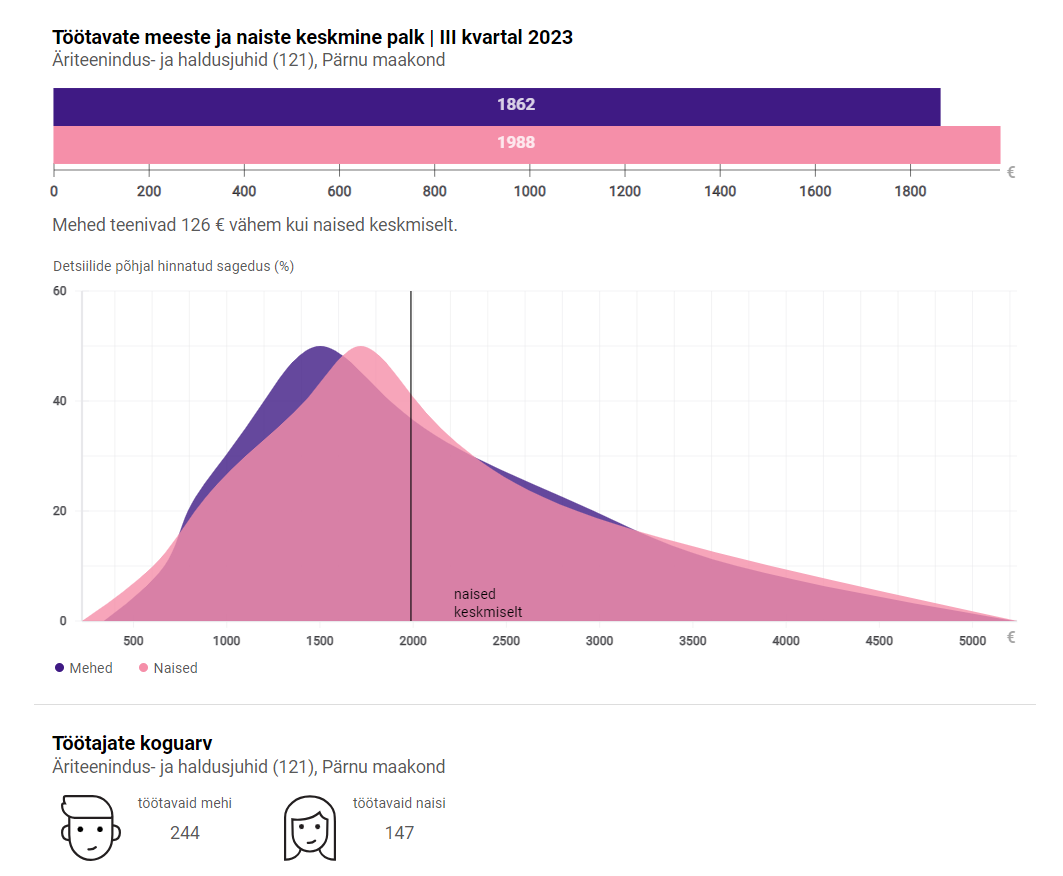 Töötavate meeste ja naiste keskmine palk | III kvartal 2023
Äriteenindus- ja haldusjuhid (121), Pärnu maakond
1862
1988
€
0 200 400 600 800 1000 1200 1400 1600 1800
Mehed teenivad 126 € vähem kui naised keskmiselt.
Detsiilide põhjal hinnatud sagedus (%)
60
40
20
naised
keskmiselt
0
500 1000 1500 2000 2500 3000 3500 4000 4500 5000 €
Mehed Naised
Töötajate koguarv
Äriteenindus- ja haldusjuhid (121), Pärnu maakond
töötavaid mehi töötavaid naisi
244 147